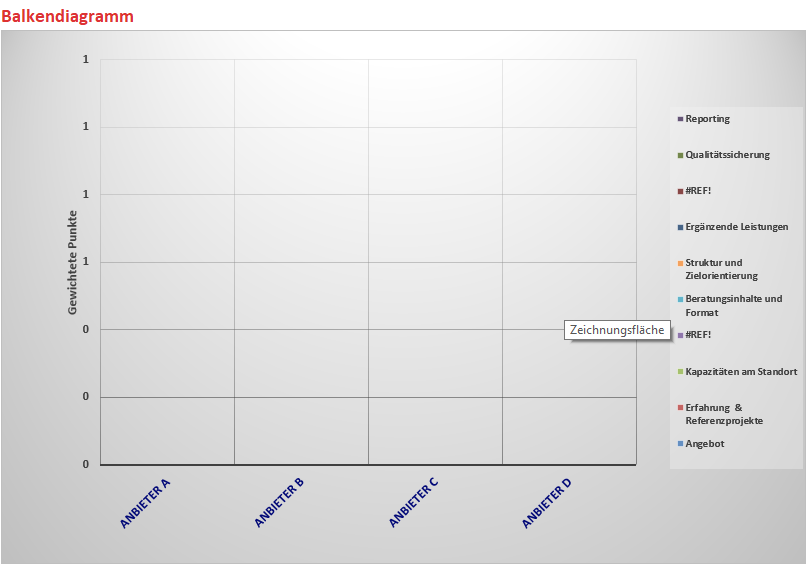 Balkendiagramm
1
1
1
1
0
0
0
Gewichtete Punkte
ANBIETER A
ANBIETER B
ANBIETER C
ANBIETER D
Reporting
Qualitätssicherung
#REF!
Ergänzende Leistungen
Struktur und
Zielorientierung
Beratungsinhalte und
Format
Zeichnungsfläche
#REF!
Kapazitäten am Standort
Erfahrung &
Referenzprojekte
Angebot